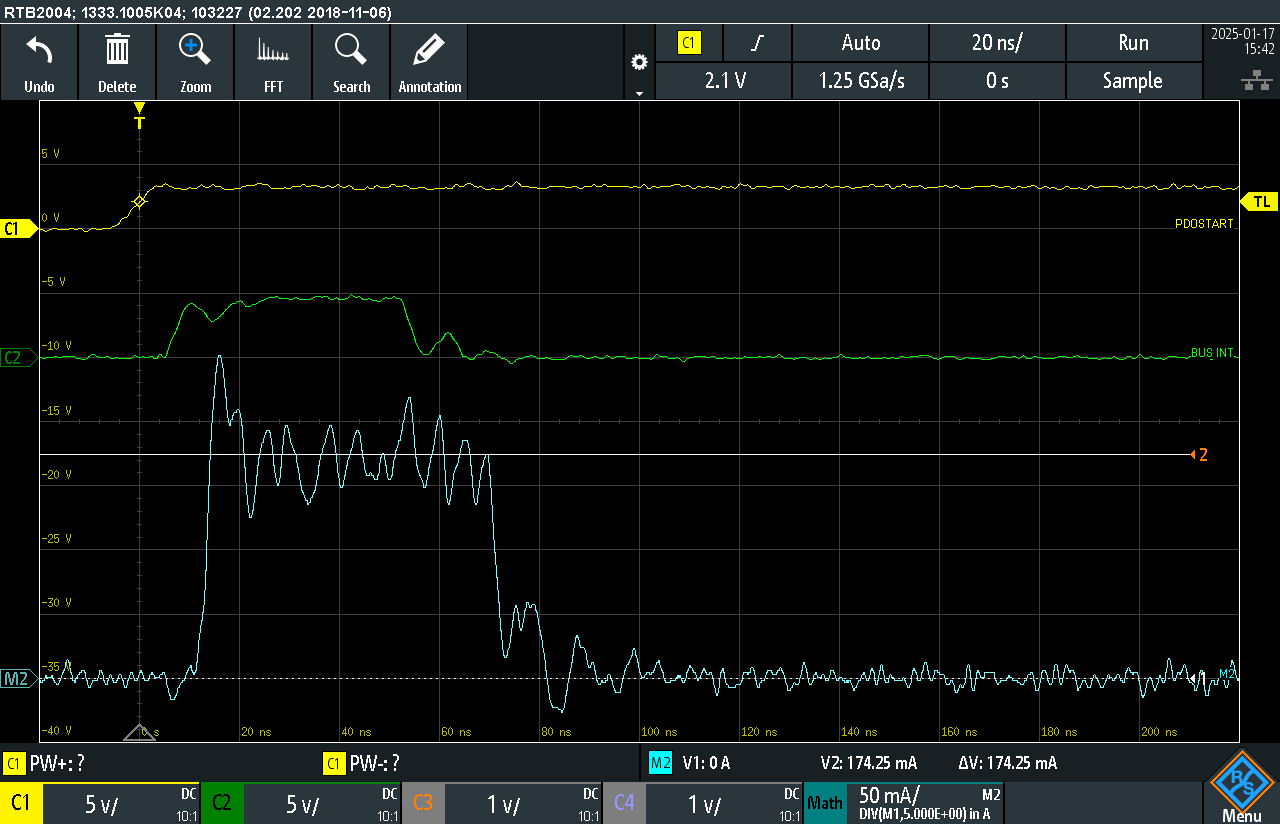 RTB2004; 1333.1005K04; 103227 (02.202 2018-11-06)
Undo
Delete
Zoom
FFT
Search
Annotation
C1
Auto
20 ns/
Run
2.1 V
1.25 GSa/s
0 s
Sample
2025-01-17
15:42
T
5 V
C1
0 V
TL
PDOSTART
-5 V
C2
-10 V
BUS INT
-15 V
2
-20 V
-25 V
-30 V
-35 V
M2
M2
-40 V
0 s
20 ns
40 ns
60 ns
80 ns
100 ns
120 ns
140 ns
160 ns
180 ns
200 ns
C1 PW+: ?
C1 PW-: ?
M2 V1: 0 A
V2: 174.25 mA
ΔV: 174.25 mA
C1 5 V/ DC 10:1
C2 5 V/ DC 10:1
C3 1 V/ DC 10:1
C4 1 V/ DC 10:1
Math 50 mA/ M2
DIV(M1,5.000E+00) in A
R&S
Menu